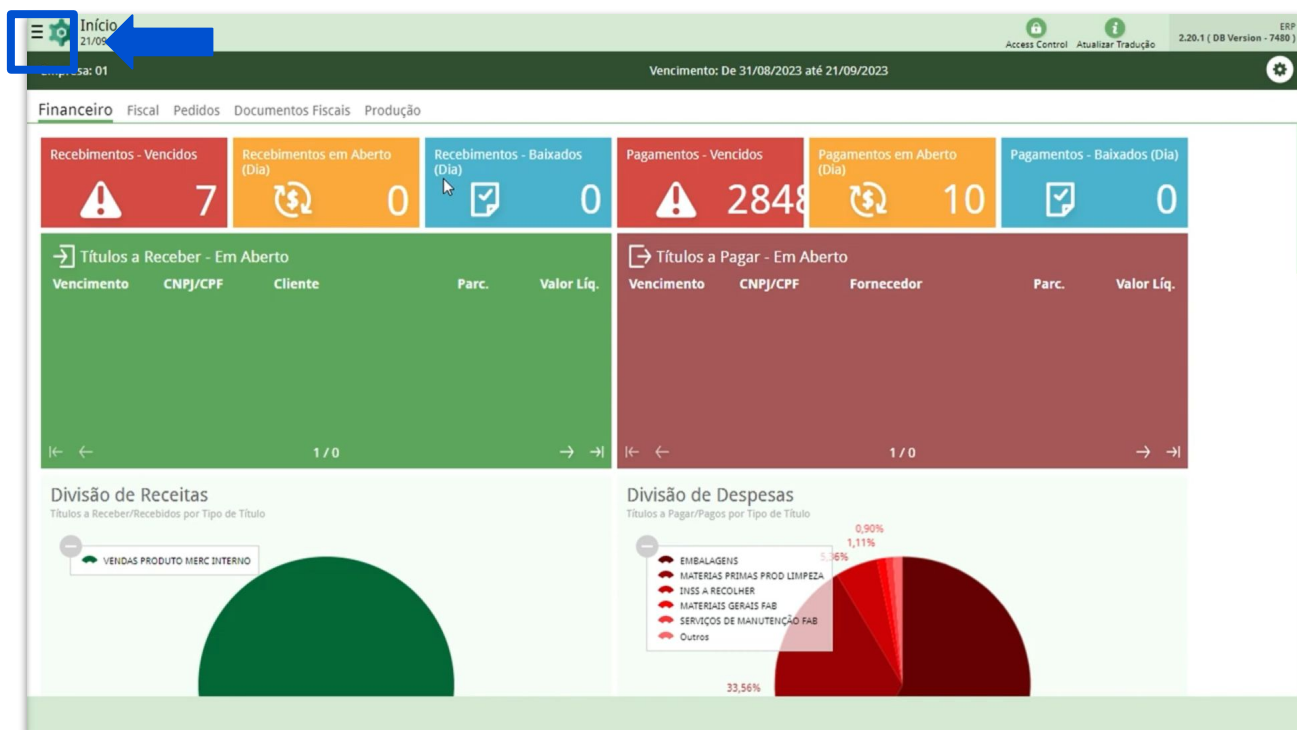 Início
21/09
Access Control
Atualizar Tradução
ERP
2.20.1 ( DB Version - 7480 )
Empresa: 01
Vencimento: De 31/08/2023 até 21/09/2023
Financeiro Fiscal Pedidos Documentos Fiscais Produção
Recebimentos - Vencidos
7
Recebimentos em Aberto
(Dia)
0
Recebimentos - Baixados
(Dia)
0
Pagamentos - Vencidos
2848
Pagamentos em Aberto
(Dia)
10
Pagamentos - Baixados (Dia)
0
Títulos a Receber - Em Aberto
Vencimento CNPJ/CPF Cliente Parc. Valor Líq.
1 / 0
Títulos a Pagar - Em Aberto
Vencimento CNPJ/CPF Fornecedor Parc. Valor Líq.
1 / 0
Divisão de Receitas
Títulos a Receber/Recebidos por Tipo de Título
VENDAS PRODUTO MERC INTERNO
Divisão de Despesas
Títulos a Pagar/Pagos por Tipo de Título
0,90%
1,11%
5,36%
EMBALAGENS
MATERIAS PRIMAS PROD LIMPEZA
INSS A RECOLHER
MATERIAIS GERAIS FAB
SERVIÇOS DE MANUTENÇÃO FAB
Outros
33,56%